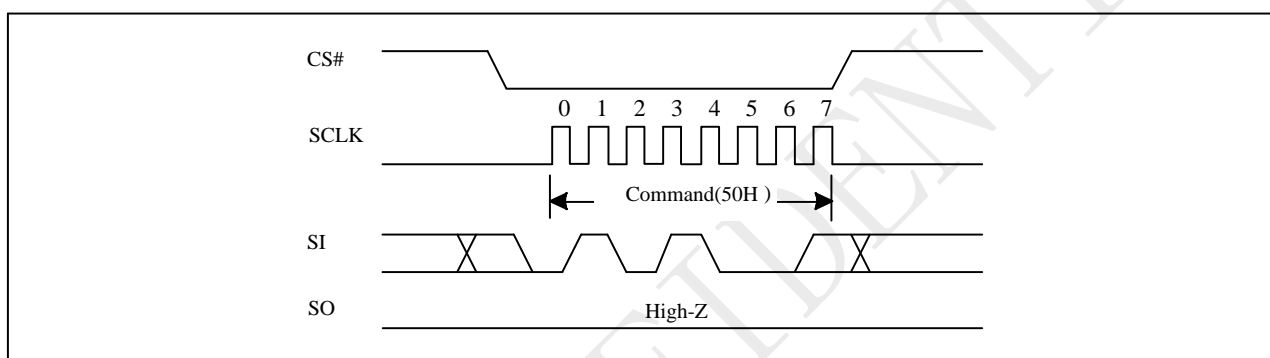 CS#
0 1 2 3 4 5 6 7
SCLK
Command(50H )
SI
SO
High-Z